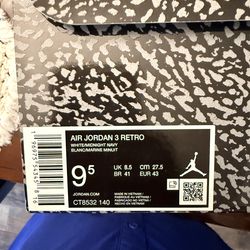 AIR JORDAN 3 RETRO
WHITE/MIDNIGHT NAVY
BLANC/MARINE MINUIT
9.5
UK 8.5 cm 27.5
BR 41 EUR 43
JORDAN.COM
CT8532 140